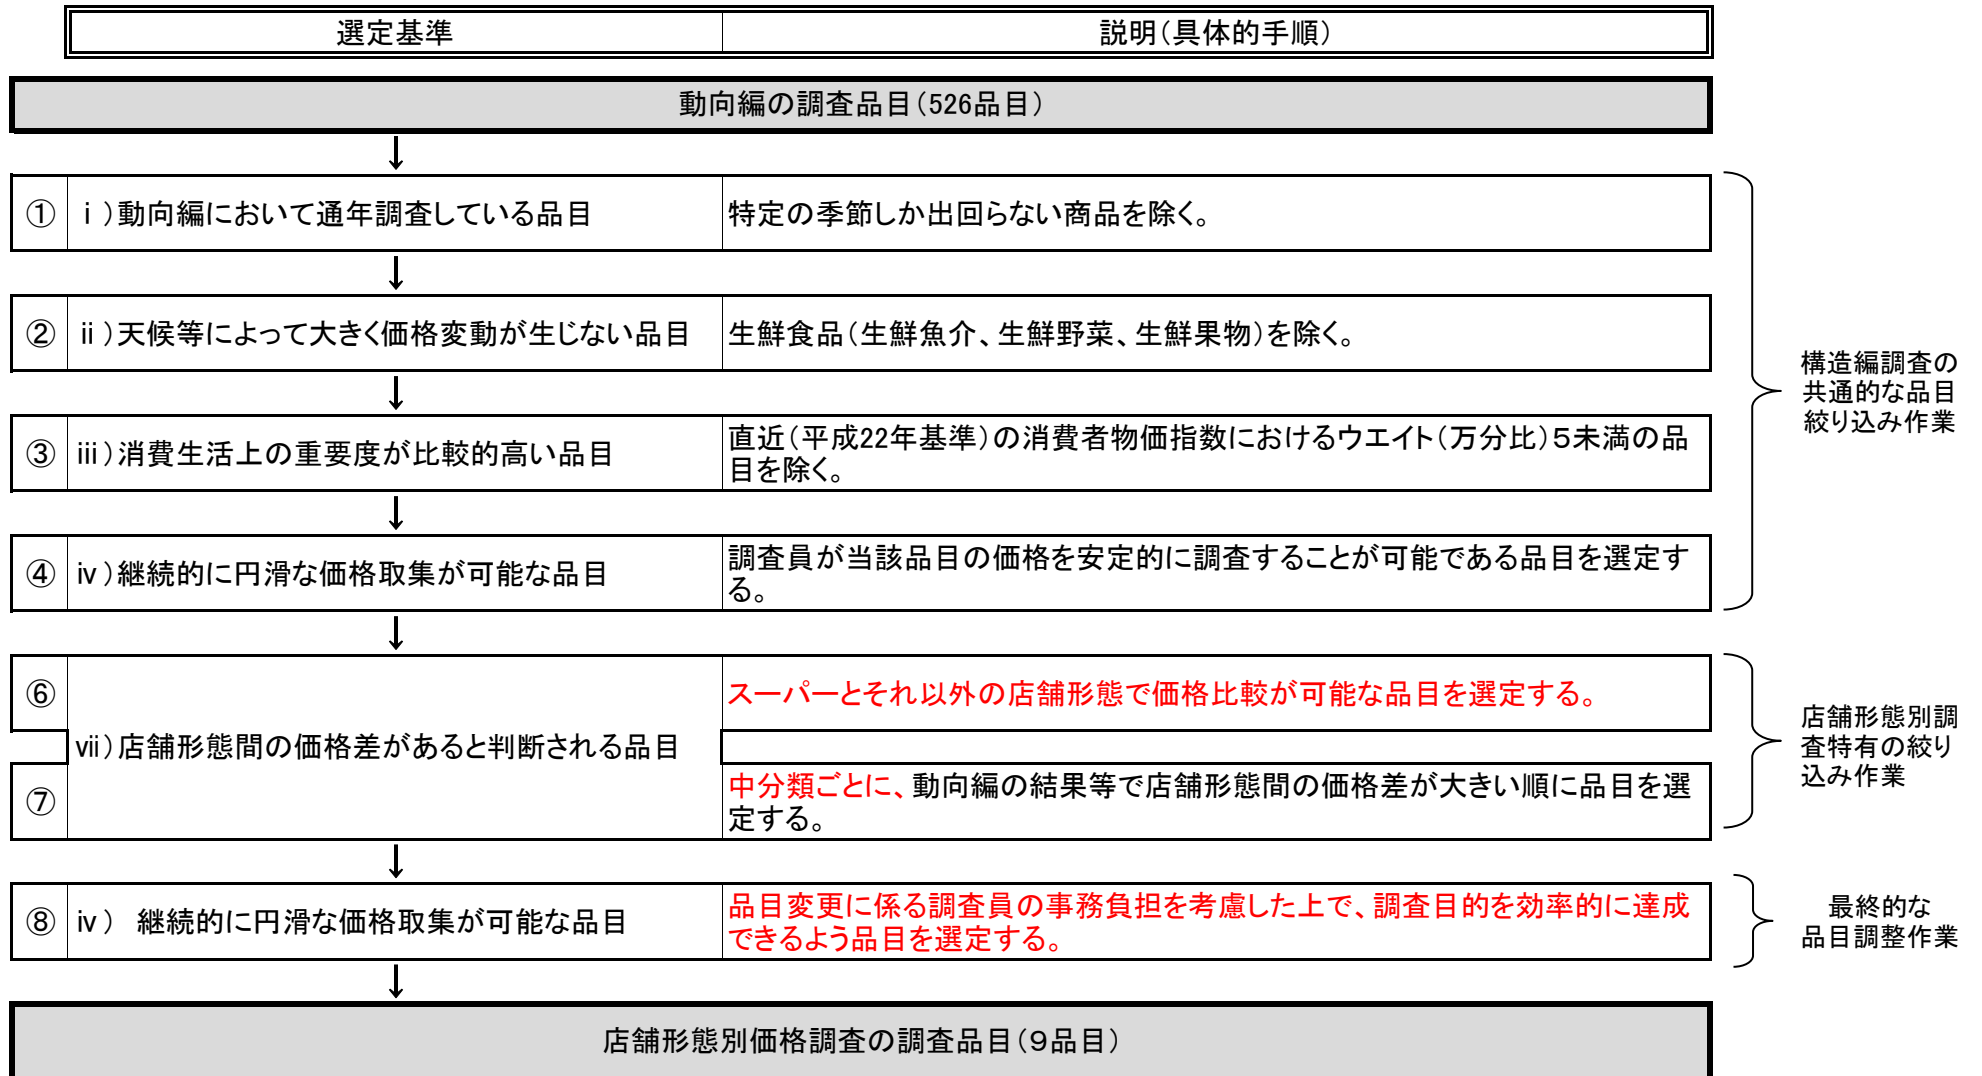 選定基準
説明(具体的手順)
動向編の調査品目(526品目)
① ⅰ)動向編において通年調査している品目
特定の季節しか出回らない商品を除く。
② ⅱ)天候等によって大きく価格変動が生じない品目
生鮮食品(生鮮魚介、生鮮野菜、生鮮果物)を除く。
③ ⅲ)消費生活上の重要度が比較的高い品目
直近(平成22年基準)の消費者物価指数におけるウエイト(万分比)5未満の品
目を除く。
④ ⅳ)継続的に円滑な価格取集が可能な品目
調査員が当該品目の価格を安定的に調査することが可能である品目を選定す
る。
構造編調査の
共通的な品目
絞り込み作業
⑥
スーパーとそれ以外の店舗形態で価格比較が可能な品目を選定する。
ⅶ)店舗形態間の価格差があると判断される品目
⑦
中分類ごとに、動向編の結果等で店舗形態間の価格差が大きい順に品目を選
定する。
店舗形態別調
査特有の絞り
込み作業
⑧ ⅳ) 継続的に円滑な価格取集が可能な品目
品目変更に係る調査員の事務負担を考慮した上で、調査目的を効率的に達成
できるよう品目を選定する。
最終的な
品目調整作業
店舗形態別価格調査の調査品目(9品目)